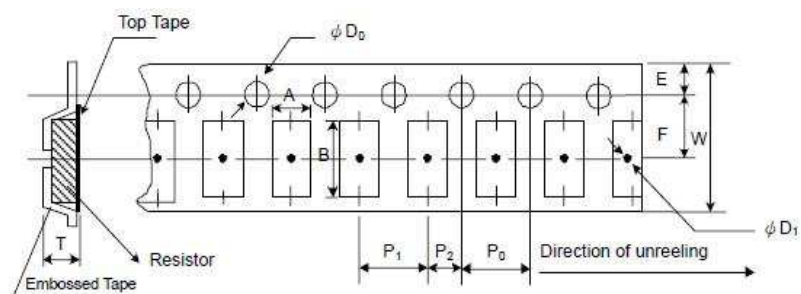 Top Tape
φ D₀
A
B
E
F
W
T
Resistor
Embossed Tape
P₁
P₂
P₀
Direction of unreeling
φ D₁